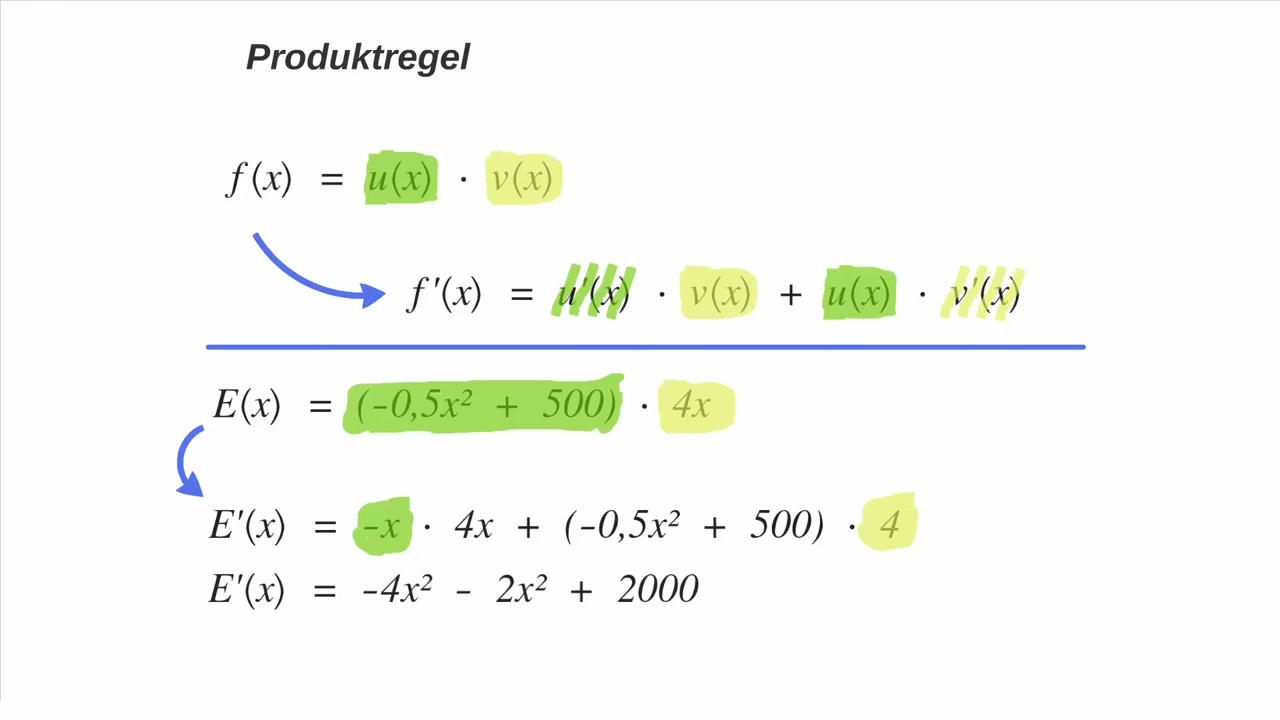 Produktregel
f(x) = u(x) · v(x)
f'(x) = u'(x) · v(x) + u(x) · v'(x)
E(x) = (-0,5x² + 500) · 4x
E'(x) = -x · 4x + (-0,5x² + 500) · 4
E'(x) = -4x² - 2x² + 2000